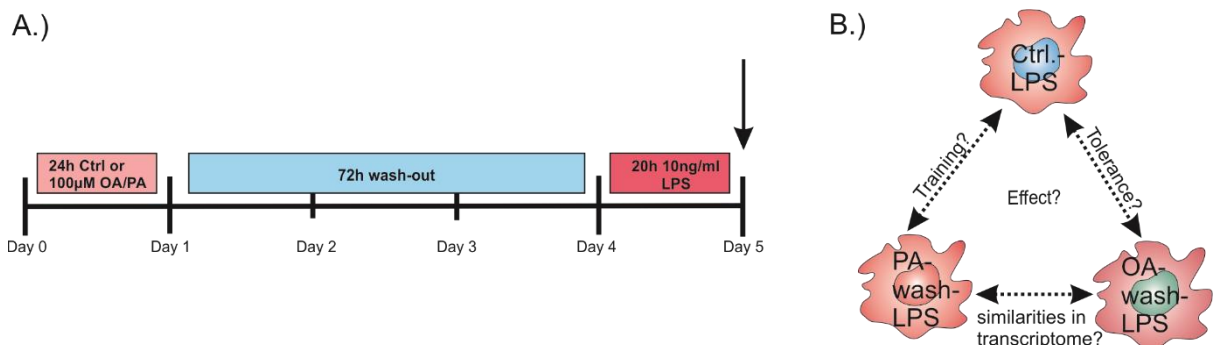 A.)
24h Ctrl or
100µM OA/PA
72h wash-out
20h 10ng/ml
LPS
Day 0
Day 1
Day 2
Day 3
Day 4
Day 5
B.)
Ctrl.-
LPS
Training?
Tolerance?
Effect?
PA-
wash-
LPS
OA-
wash-
LPS
similarities in
transcriptome?